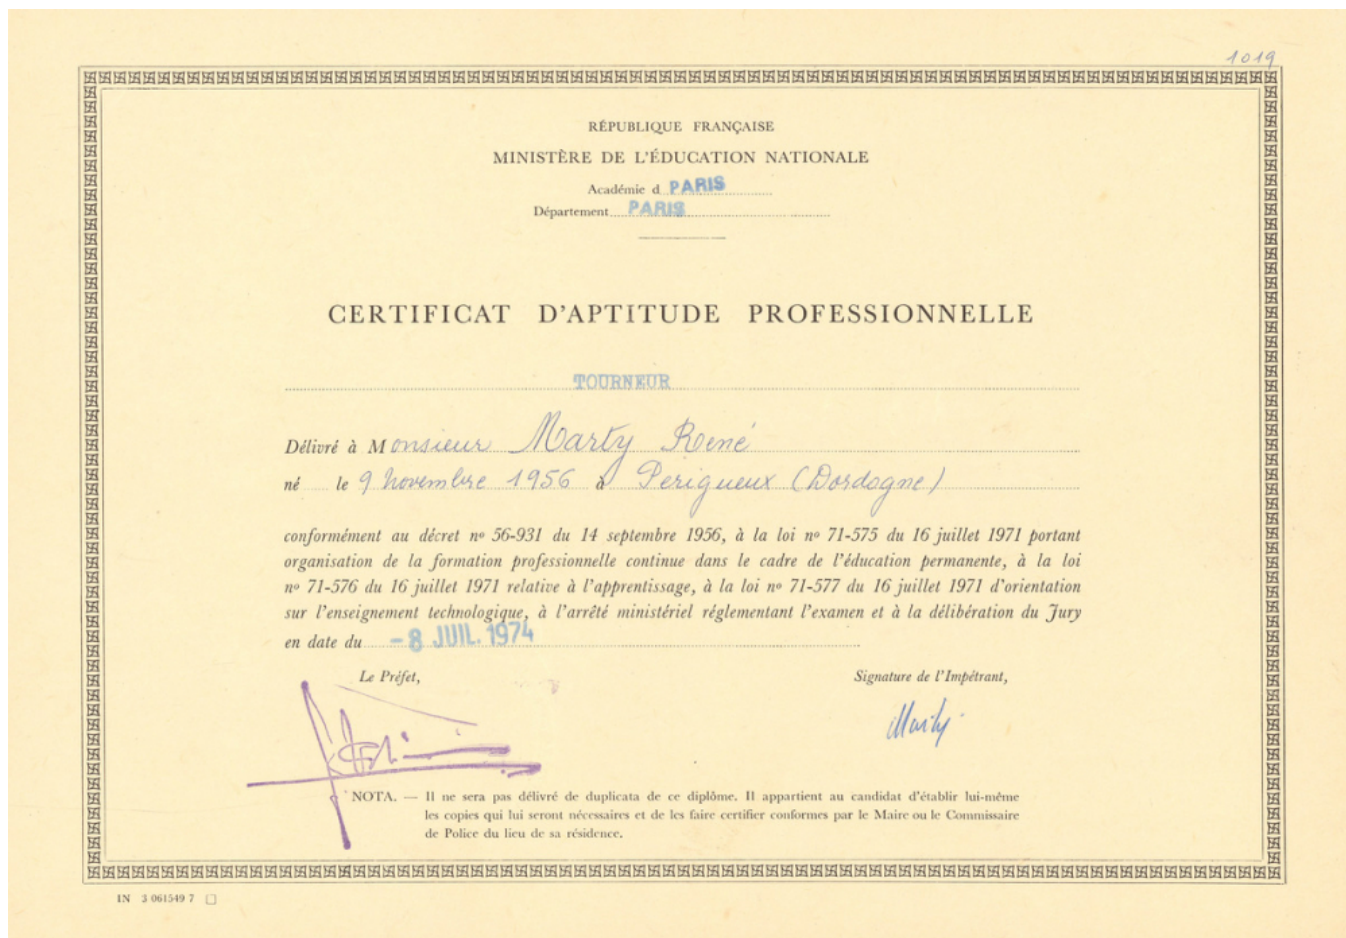 1019
RÉPUBLIQUE FRANÇAISE
MINISTÈRE DE L'ÉDUCATION NATIONALE
Académie d PARIS
Département PARIS
CERTIFICAT D'APTITUDE PROFESSIONNELLE
TOURNEUR
Délivré à Monsieur Marty René
né le 9 novembre 1956 à Perigueux (Dordogne)
conformément au décret nº 56-931 du 14 septembre 1956, à la loi nº 71-575 du 16 juillet 1971 portant
organisation de la formation professionnelle continue dans le cadre de l'éducation permanente, à la loi
nº 71-576 du 16 juillet 1971 relative à l'apprentissage, à la loi nº 71-577 du 16 juillet 1971 d'orientation
sur l'enseignement technologique, à l'arrêté ministériel réglementant l'examen et à la délibération du Jury
en date du -8 JUIL. 1974
Le Préfet, Signature de l'Impétrant,
Marty
NOTA. — Il ne sera pas délivré de duplicata de ce diplôme. Il appartient au candidat d'établir lui-même
les copies qui lui seront nécessaires et de les faire certifier conformes par le Maire ou le Commissaire
de Police du lieu de sa résidence.
IN 3 061549 7